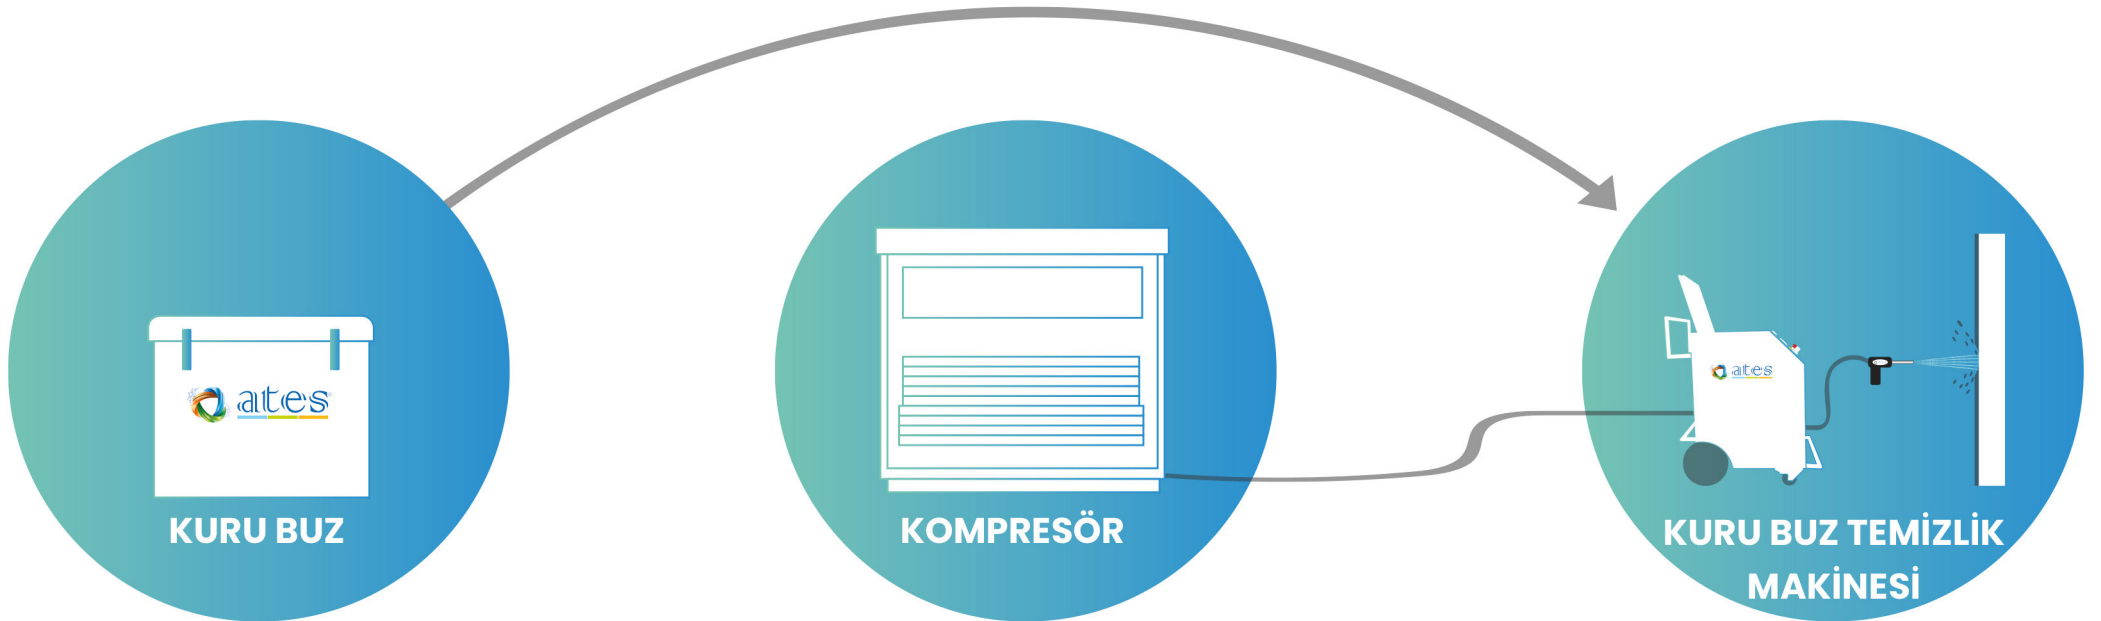 ates
KURU BUZ
KOMPRESÖR
ates
KURU BUZ TEMİZLİK
MAKİNESİ